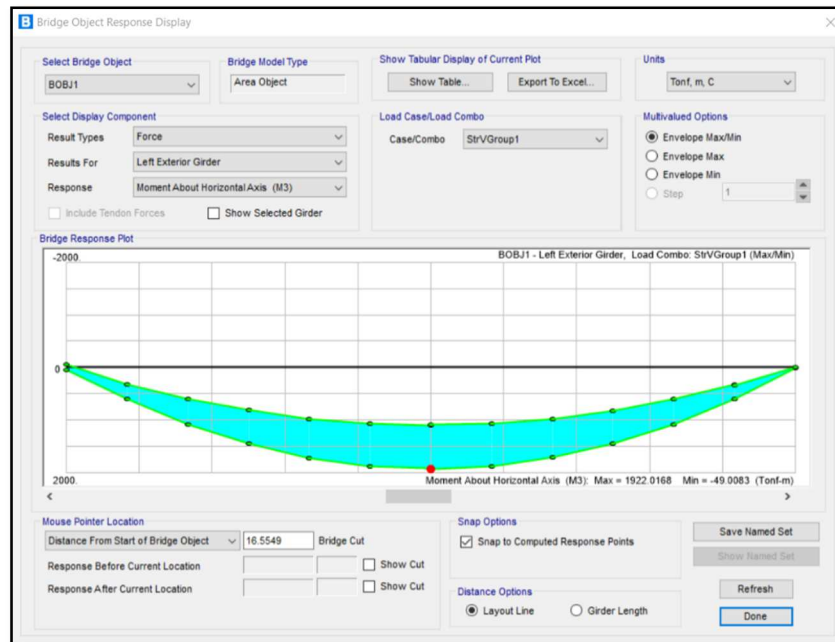 B Bridge Object Response Display
Select Bridge Object
BOBJ1
Bridge Model Type
Area Object
Show Tabular Display of Current Plot
Show Table...
Export To Excel...
Units
Tonf, m, C
Select Display Component
Result Types Force
Results For Left Exterior Girder
Response Moment About Horizontal Axis (M3)
Include Tendon Forces
Show Selected Girder
Load Case/Load Combo
Case/Combo StrVGroup1
Multivalued Options
Envelope Max/Min
Envelope Max
Envelope Min
Step 1
Bridge Response Plot
-2000.
BOBJ1 - Left Exterior Girder, Load Combo: StrVGroup1 (Max/Min)
0
2000.
Moment About Horizontal Axis (M3): Max = 1922.0168 Min = -49.0083 (Tonf-m)
Mouse Pointer Location
Distance From Start of Bridge Object 16.5549 Bridge Cut
Response Before Current Location Show Cut
Response After Current Location Show Cut
Snap Options
Snap to Computed Response Points
Distance Options
Layout Line
Girder Length
Save Named Set
Show Named Set
Refresh
Done